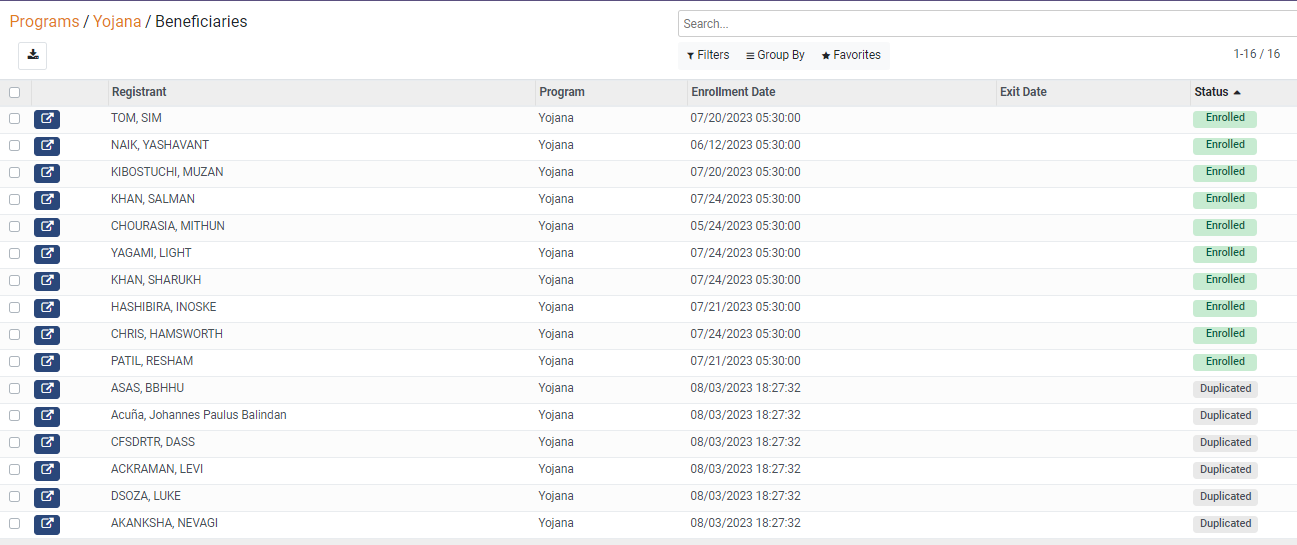 Programs / Yojana / Beneficiaries
Search...
Filters Group By Favorites 1-16 / 16
Registrant Program Enrollment Date Exit Date Status
TOM, SIM Yojana 07/20/2023 05:30:00 Enrolled
NAIK, YASHAVANT Yojana 06/12/2023 05:30:00 Enrolled
KIBOSTUCHI, MUZAN Yojana 07/20/2023 05:30:00 Enrolled
KHAN, SALMAN Yojana 07/24/2023 05:30:00 Enrolled
CHOURASIA, MITHUN Yojana 05/24/2023 05:30:00 Enrolled
YAGAMI, LIGHT Yojana 07/24/2023 05:30:00 Enrolled
KHAN, SHARUKH Yojana 07/24/2023 05:30:00 Enrolled
HASHIBIRA, INOSKE Yojana 07/21/2023 05:30:00 Enrolled
CHRIS, HAMSWORTH Yojana 07/24/2023 05:30:00 Enrolled
PATIL, RESHAM Yojana 07/21/2023 05:30:00 Enrolled
ASAS, BBHHU Yojana 08/03/2023 18:27:32 Duplicated
Acuña, Johannes Paulus Balindan Yojana 08/03/2023 18:27:32 Duplicated
CFSDRTR, DASS Yojana 08/03/2023 18:27:32 Duplicated
ACKRAMAN, LEVI Yojana 08/03/2023 18:27:32 Duplicated
DSOZA, LUKE Yojana 08/03/2023 18:27:32 Duplicated
AKANKSHA, NEVAGI Yojana 08/03/2023 18:27:32 Duplicated